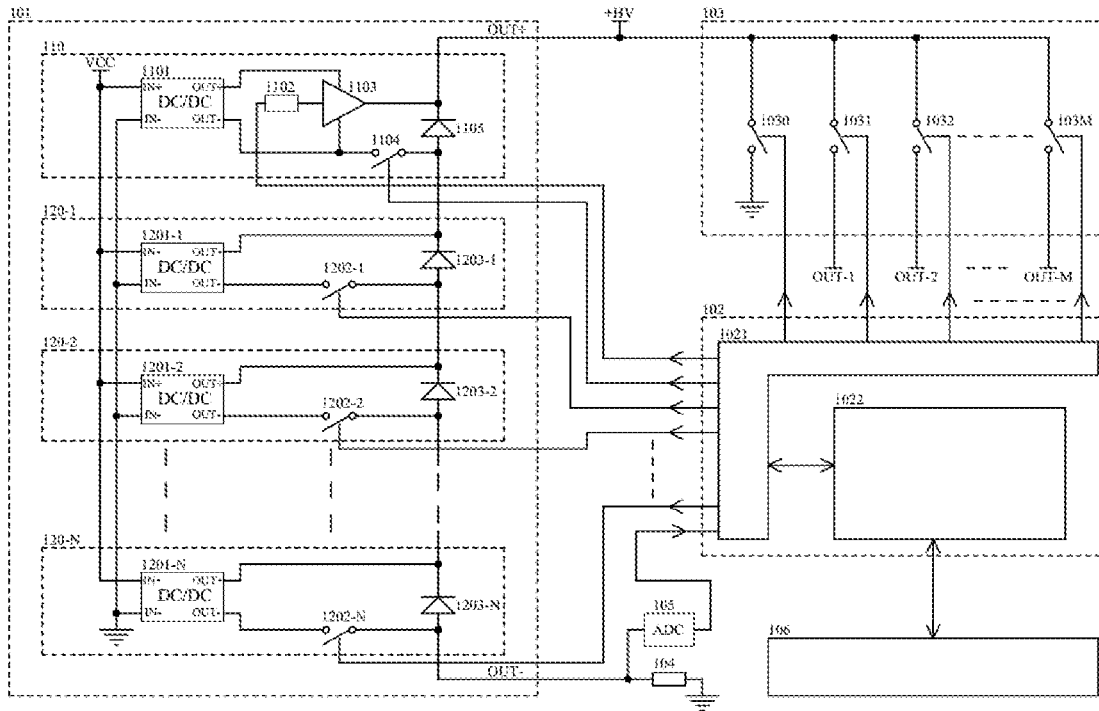 101
OUT+
+HV
103
110
VCC
1101
IN+ OUT+
DC/DC
IN- OUT-
1102
1103
1104
1105
1030
1031
1032
103M
120-1
1201-1
IN- OUT-
DC/DC
IN- OUT-
1202-1
1203-1
OUT-1
OUT-2
OUT-M
102
1021
120-2
1201-2
IN+ OUT+
DC/DC
IN- OUT-
1202-2
1203-2
1022
120-N
1201-N
IN- OUT-
DC/DC
IN- OUT-
1202-N
1203-N
105
ADC
104
OUT-
106